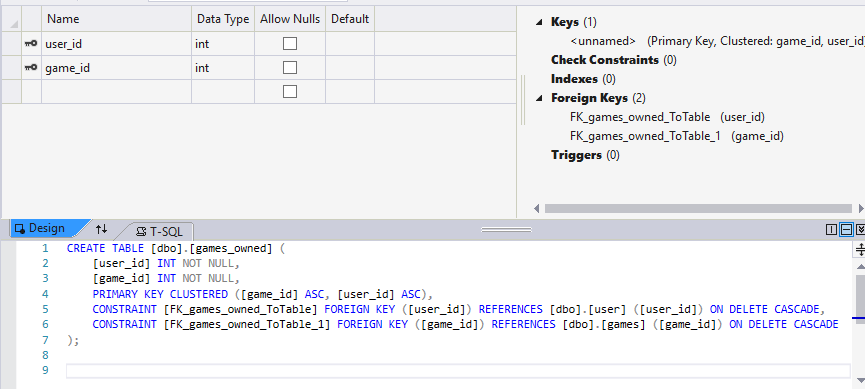 Name Data Type Allow Nulls Default
user_id int
game_id int
Keys (1)
<unnamed> (Primary Key, Clustered: game_id, user_id
Check Constraints (0)
Indexes (0)
Foreign Keys (2)
FK_games_owned_ToTable (user_id)
FK_games_owned_ToTable_1 (game_id)
Triggers (0)
Design T-SQL
1 CREATE TABLE [dbo].[games_owned] (
2 [user_id] INT NOT NULL,
3 [game_id] INT NOT NULL,
4 PRIMARY KEY CLUSTERED ([game_id] ASC, [user_id] ASC),
5 CONSTRAINT [FK_games_owned_ToTable] FOREIGN KEY ([user_id]) REFERENCES [dbo].[user] ([user_id]) ON DELETE CASCADE,
6 CONSTRAINT [FK_games_owned_ToTable_1] FOREIGN KEY ([game_id]) REFERENCES [dbo].[games] ([game_id]) ON DELETE CASCADE
7 );
8
9